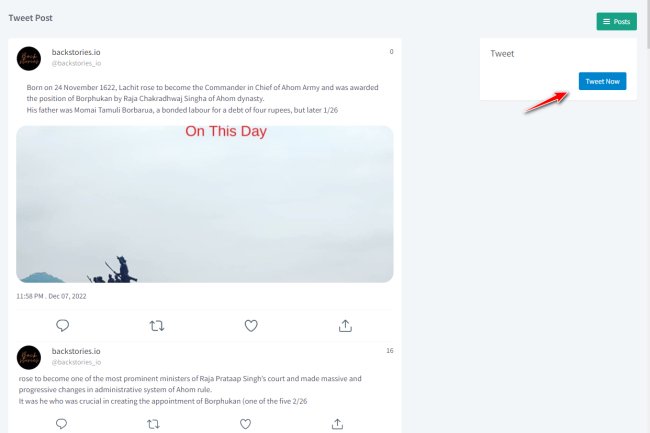 Tweet Post
Posts
backstories.io
0
@backstories_io
Born on 24 November 1622, Lachit rose to become the Commander in Chief of Ahom Army and was awarded
the position of Borphukan by Raja Chakradhwaj Singha of Ahom dynasty.
His father was Momai Tamuli Borbarua, a bonded labour for a debt of four rupees, but later 1/26
On This Day
11:58 PM . Dec 07, 2022
backstories.io
16
@backstories_io
rose to become one of the most prominent ministers of Raja Prataap Singh's court and made massive and
progressive changes in administrative system of Ahom rule.
It was he who was crucial in creating the appointment of Borphukan (one of the five 2/26
Tweet
Tweet Now